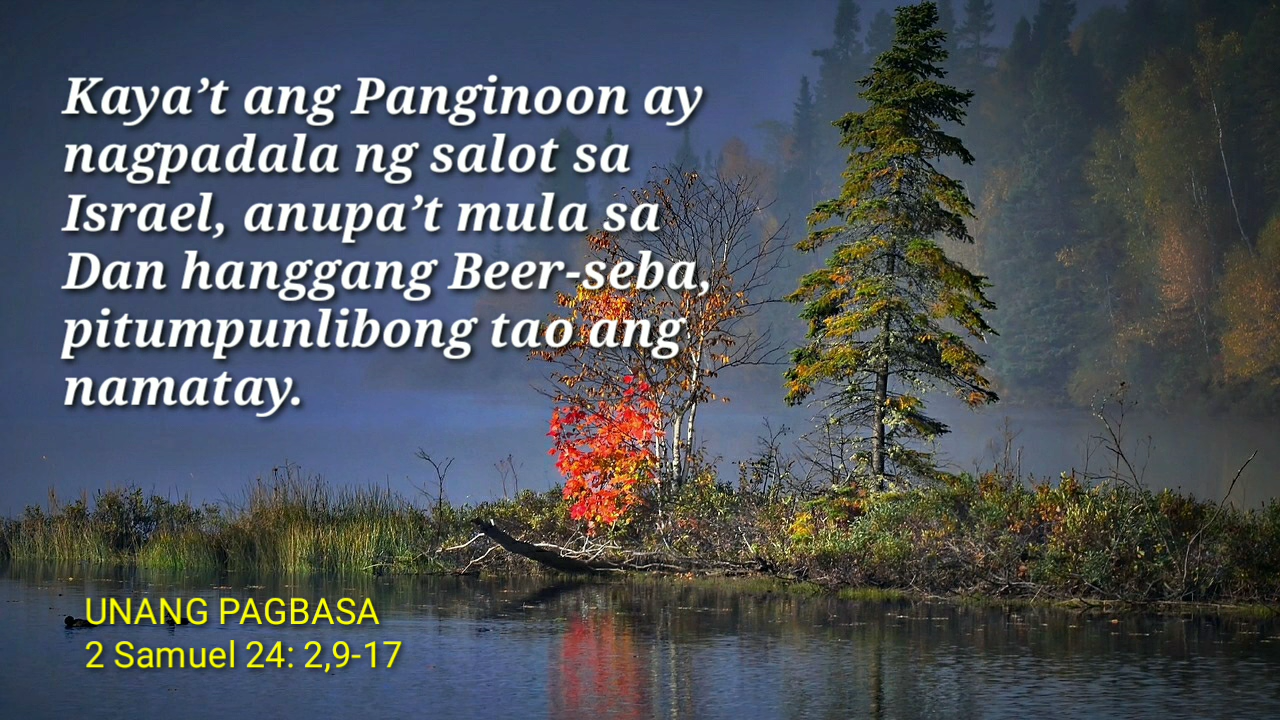 Kaya’t ang Panginoon ay
nagpadala ng salot sa
Israel, anupa’t mula sa
Dan hanggang Beer-seba,
pitumpunlibong tao ang
namatay.
UNANG PAGBASA
2 Samuel 24: 2,9-17